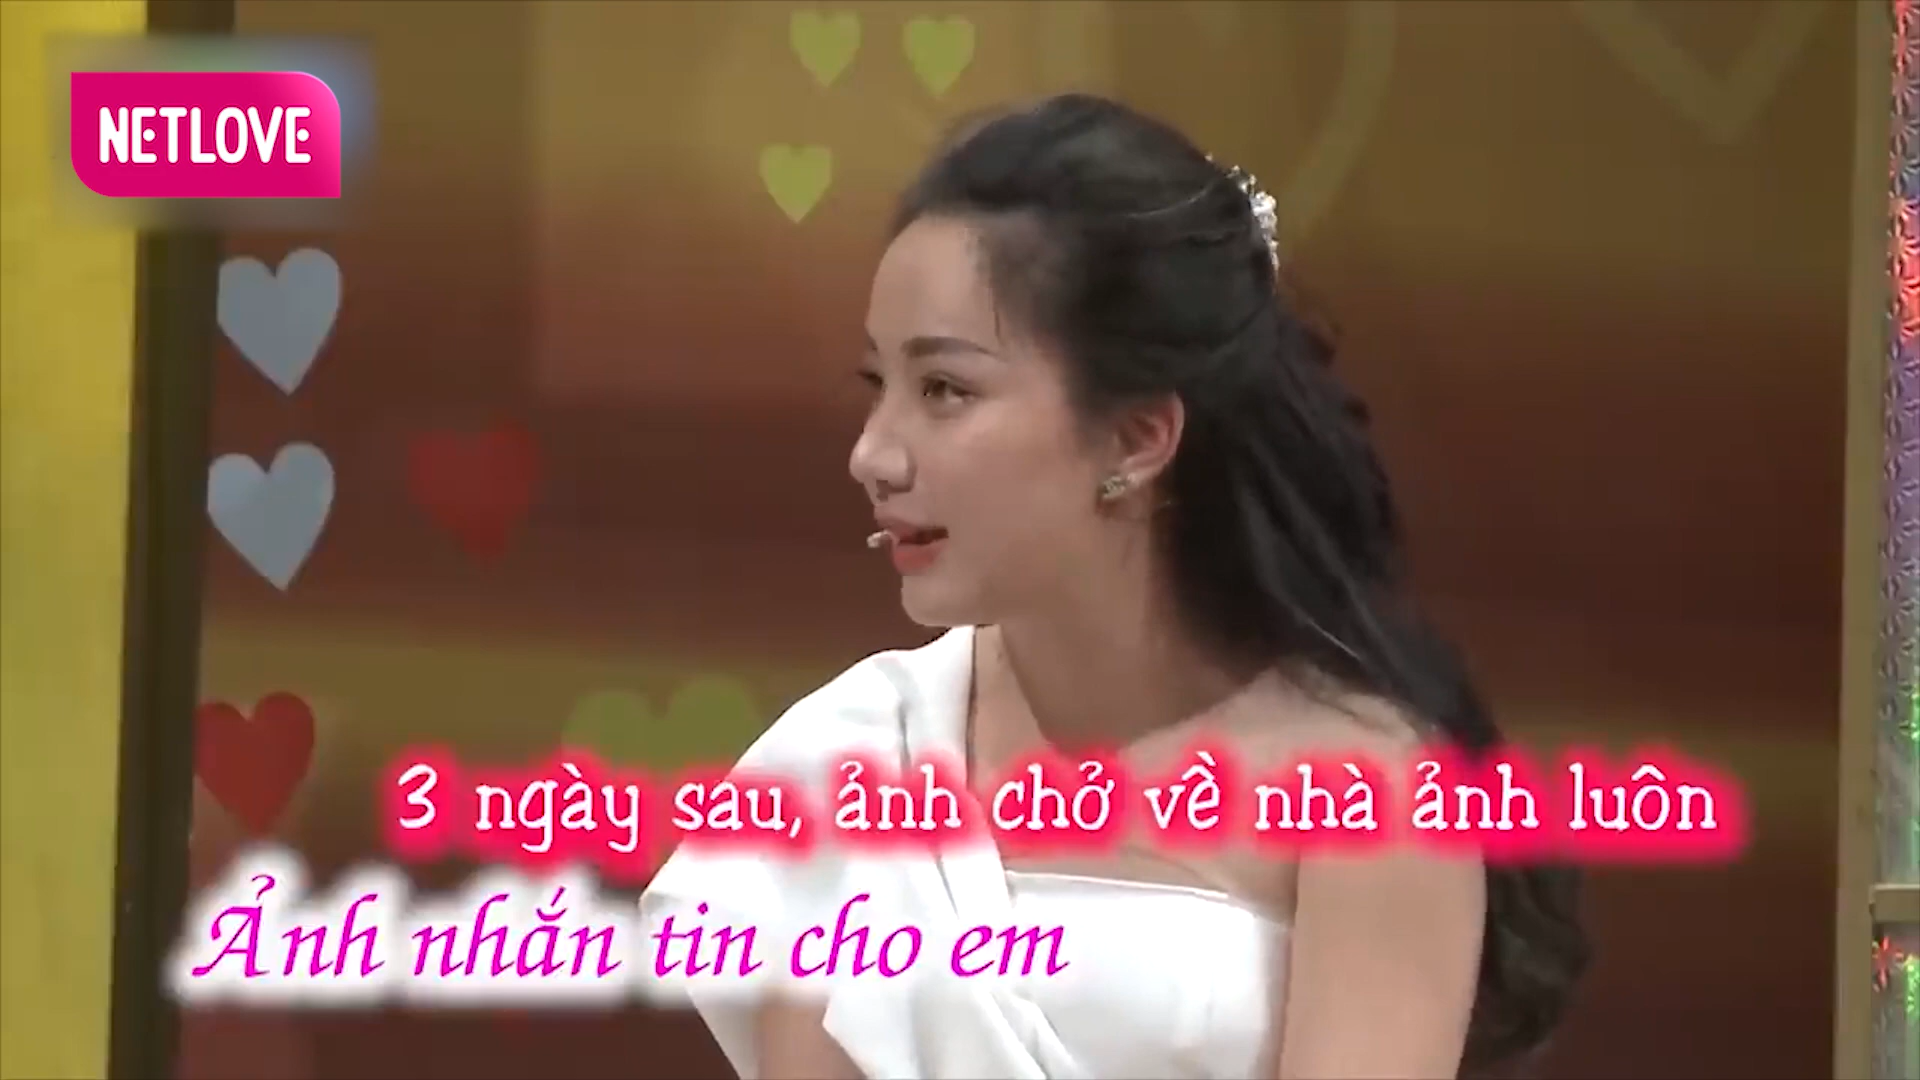 NETLOVE
3 ngày sau, ảnh chở về nhà ảnh luôn
Ảnh nhắn tin cho em